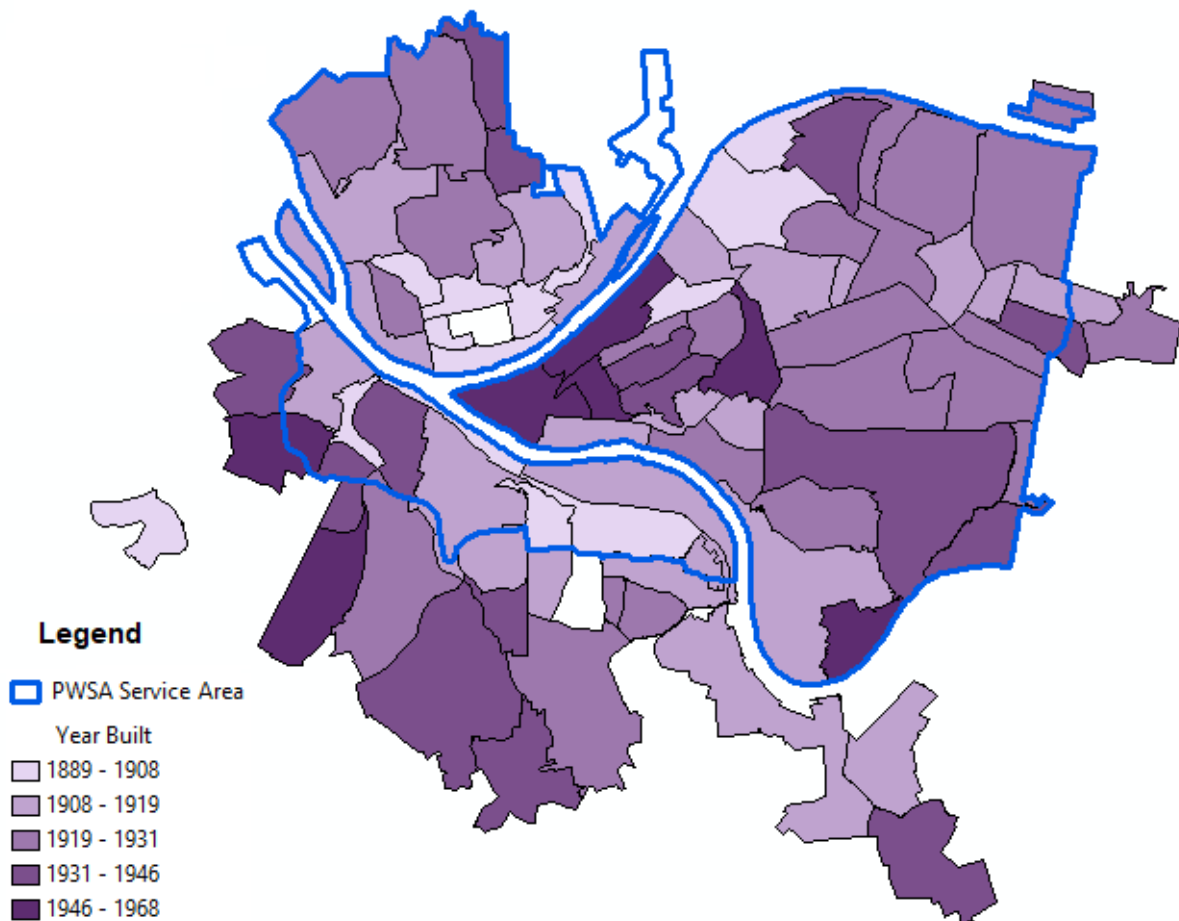 Legend
PWSA Service Area
Year Built
1889 - 1908
1908 - 1919
1919 - 1931
1931 - 1946
1946 - 1968